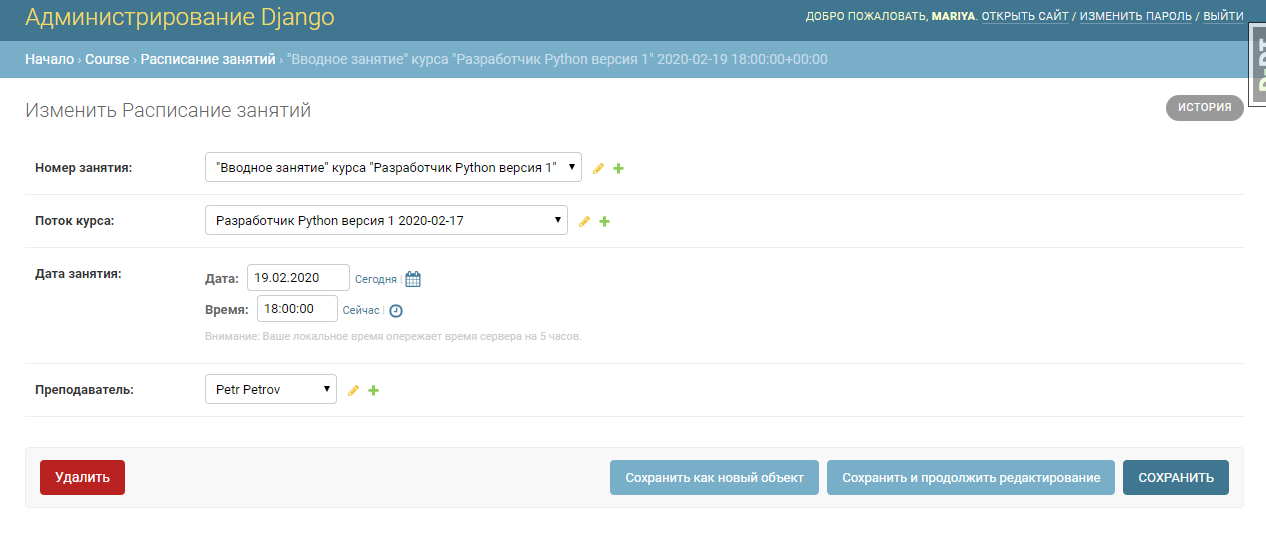 Администрирование Django
ДОБРО ПОЖАЛОВАТЬ, MARIYA. ОТКРЫТЬ САЙТ / ИЗМЕНИТЬ ПАРОЛЬ / ВЫЙТИ
Начало › Course › Расписание занятий › "Вводное занятие" курса "Разработчик Python версия 1" 2020-02-19 18:00:00+00:00
Изменить Расписание занятий
ИСТОРИЯ
Номер занятия:
"Вводное занятие" курса "Разработчик Python версия 1"
Поток курса:
Разработчик Python версия 1 2020-02-17
Дата занятия:
Дата: 19.02.2020 Сегодня |
Время: 18:00:00 Сейчас |
Внимание: Ваше локальное время опережает время сервера на 5 часов.
Преподаватель:
Petr Petrov
Удалить
Сохранить как новый объект
Сохранить и продолжить редактирование
СОХРАНИТЬ